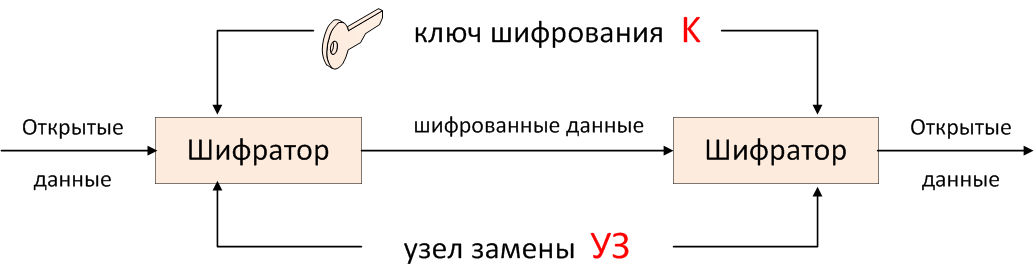 ключ шифрования К
Открытые
данные
Шифратор
шифрованные данные
Шифратор
Открытые
данные
узел замены УЗ